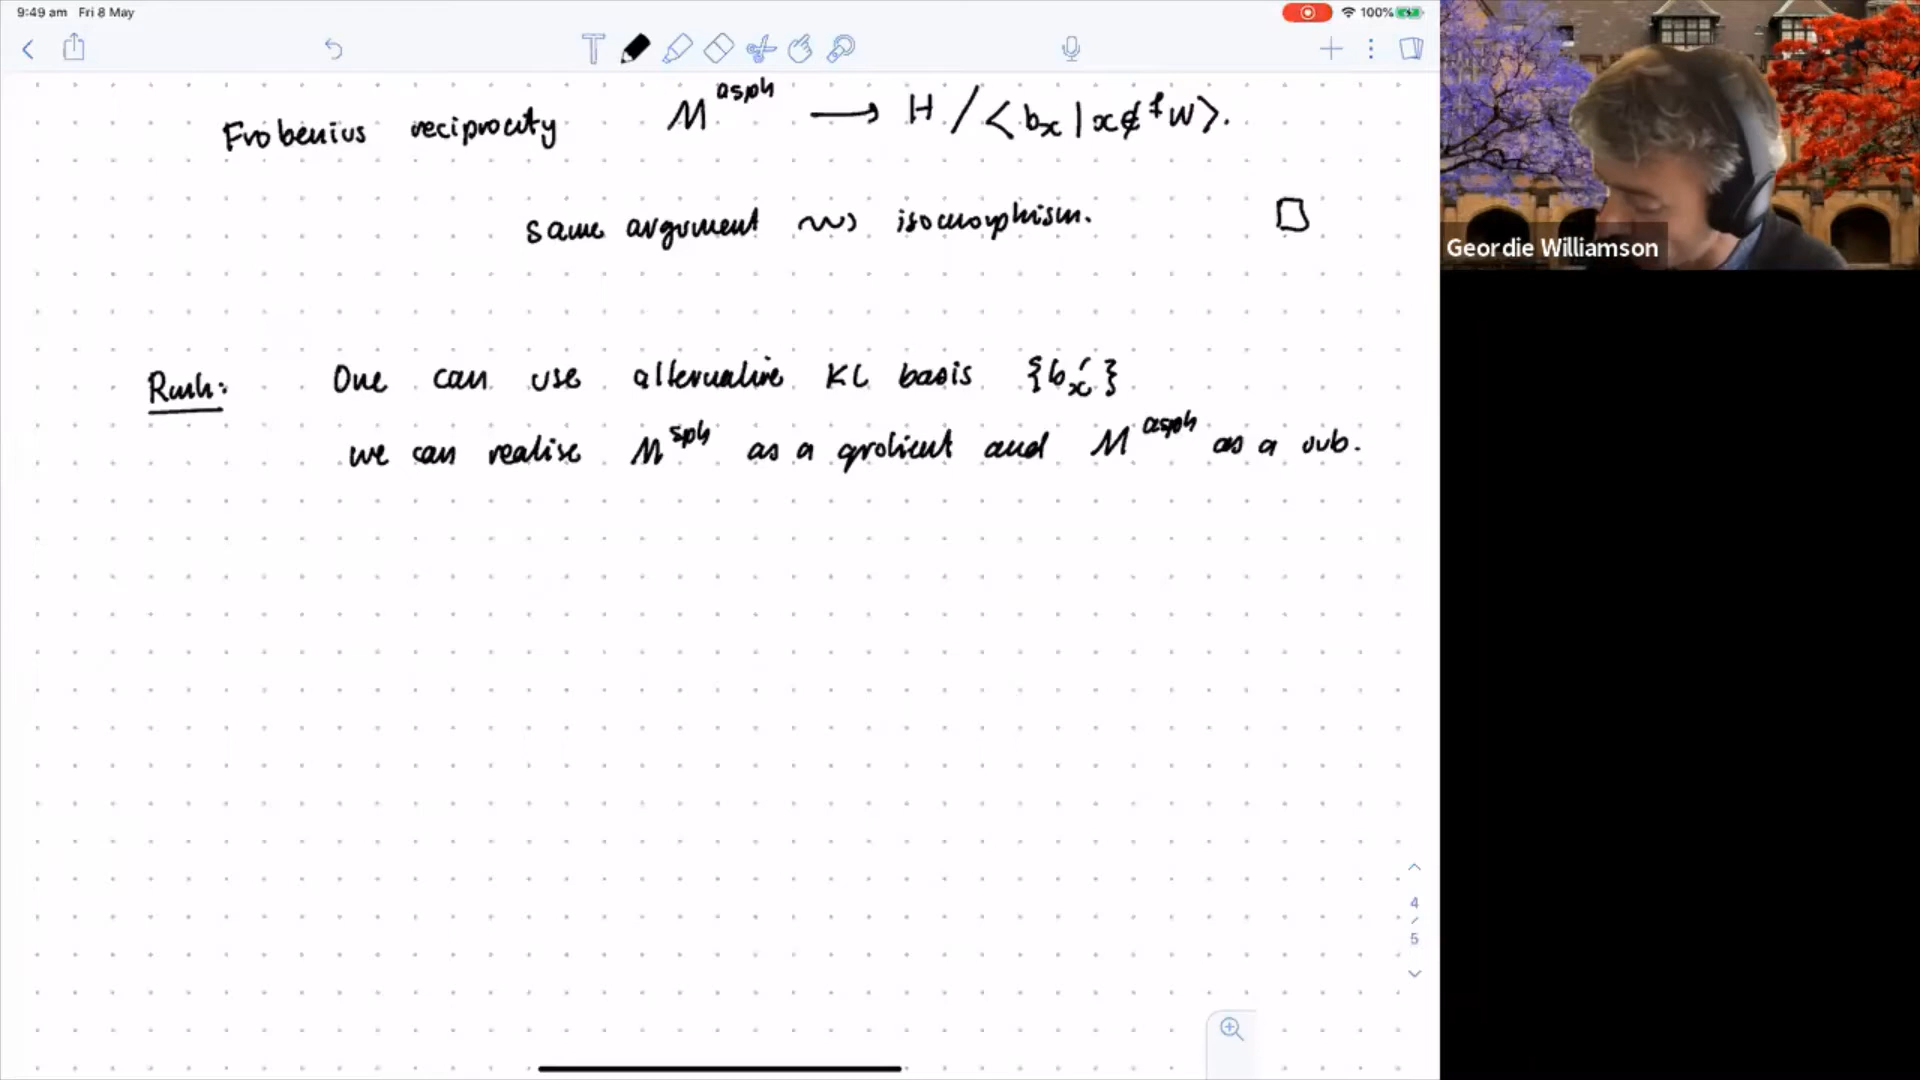 9:49 am Fri 8 May
100%
Frobenius reciprocity M^asph → H / < b_x | x ∉ ^fW >.
same argument ⇝ isomorphism. □
Geordie Williamson
Rmk: One can use alternative KL basis {b'_x}
we can realise M^sph as a quotient and M^asph as a sub.
4
/
5